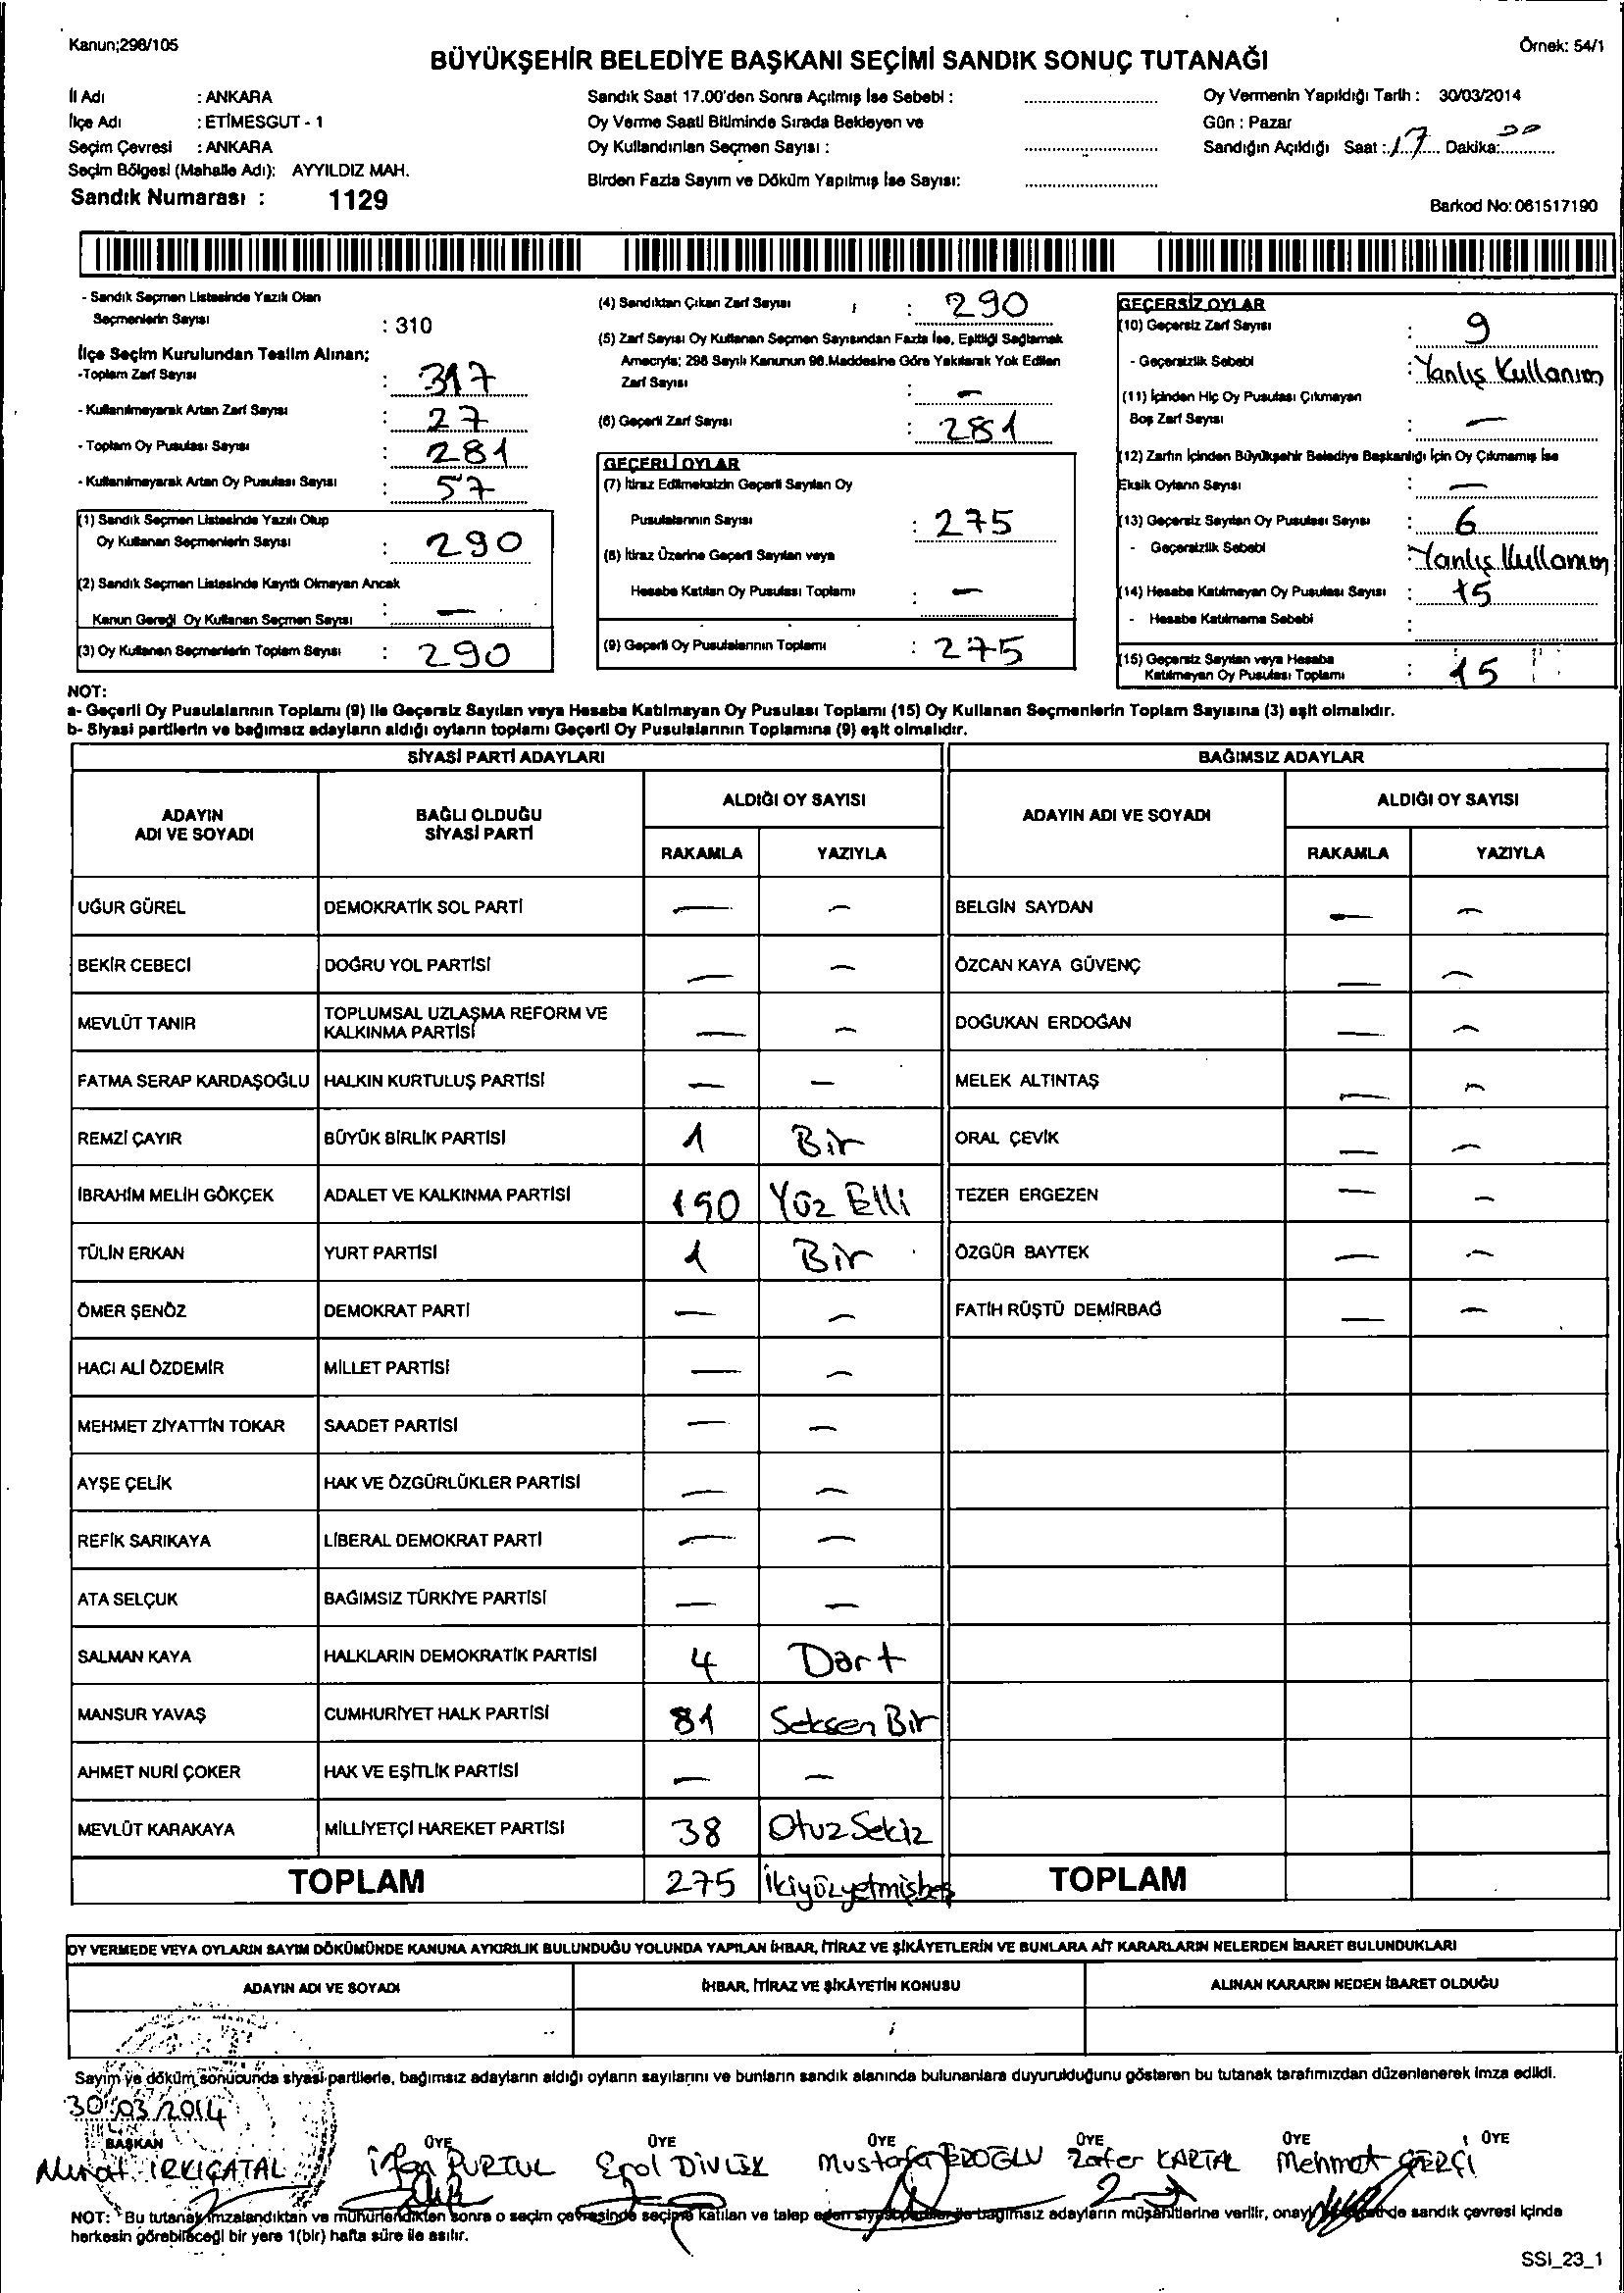 Kanun;298/105
Örnek: 54/1
BÜYÜKŞEHİR BELEDİYE BAŞKANI SEÇİMİ SANDIK SONUÇ TUTANAĞI
İl Adı : ANKARA
İlçe Adı : ETİMESGUT - 1
Seçim Çevresi : ANKARA
Seçim Bölgesi (Mahalle Adı): AYYILDIZ MAH.
Sandık Numarası : 1129
Sandık Saat 17.00'den Sonra Açılmış İse Sebebi :
Oy Verme Saati Bitiminde Sırada Bekleyen ve
Oy Kullandırılan Seçmen Sayısı :
Birden Fazla Sayım ve Döküm Yapılmış İse Sayısı:
Oy Vermenin Yapıldığı Tarih : 30/03/2014
Gün : Pazar
Sandığın Açıldığı Saat : 17 Dakika: 00
Barkod No: 061517190
- Sandık Seçmen Listesinde Yazılı Olan
Seçmenlerin Sayısı : 310
İlçe Seçim Kurulundan Teslim Alınan;
-Toplam Zarf Sayısı : 317
- Kullanılmayarak Artan Zarf Sayısı : 27
- Toplam Oy Pusulası Sayısı : 281
- Kullanılmayarak Artan Oy Pusulası Sayısı : 57
(1) Sandık Seçmen Listesinde Yazılı Olup
Oy Kullanan Seçmenlerin Sayısı : 290
(2) Sandık Seçmen Listesinde Kayıtlı Olmayan Ancak
Kanun Gereği Oy Kullanan Seçmen Sayısı : —
(3) Oy Kullanan Seçmenlerin Toplam Sayısı : 290
(4) Sandıktan Çıkan Zarf Sayısı : 290
(5) Zarf Sayısı Oy Kullanan Seçmen Sayısından Fazla İse, Eşitliği Sağlamak
Amacıyla; 298 Sayılı Kanunun 98.Maddesine Göre Yakılarak Yok Edilen
Zarf Sayısı : —
(6) Geçerli Zarf Sayısı : 281
GEÇERLİ OYLAR
(7) İtiraz Edilmeksizin Geçerli Sayılan Oy
Pusulalarının Sayısı : 275
(8) İtiraz Üzerine Geçerli Sayılan veya
Hesaba Katılan Oy Pusulası Toplamı : —
(9) Geçerli Oy Pusulalarının Toplamı : 275
GEÇERSİZ OYLAR
(10) Geçersiz Zarf Sayısı : 9
- Geçersizlik Sebebi : Yanlış Kullanım
(11) İçinden Hiç Oy Pusulası Çıkmayan
Boş Zarf Sayısı : —
(12) Zarfın İçinden Büyükşehir Belediye Başkanlığı İçin Oy Çıkmamış İse
Eksik Oyların Sayısı : —
(13) Geçersiz Sayılan Oy Pusulası Sayısı : 6
- Geçersizlik Sebebi : Yanlış Kullanım
(14) Hesaba Katılmayan Oy Pusulası Sayısı : 15
- Hesaba Katılmama Sebebi :
(15) Geçersiz Sayılan veya Hesaba
Katılmayan Oy Pusulası Toplamı : 15
NOT:
a- Geçerli Oy Pusulalarının Toplamı (9) ile Geçersiz Sayılan veya Hesaba Katılmayan Oy Pusulası Toplamı (15) Oy Kullanan Seçmenlerin Toplam Sayısına (3) eşit olmalıdır.
b- Siyasi partilerin ve bağımsız adayların aldığı oyların toplamı Geçerli Oy Pusulalarının Toplamına (9) eşit olmalıdır.
SİYASİ PARTİ ADAYLARI BAĞIMSIZ ADAYLAR
ADAYIN ADI VE SOYADI
BAĞLI OLDUĞU SİYASİ PARTİ
ALDIĞI OY SAYISI
RAKAMLA YAZIYLA
ADAYIN ADI VE SOYADI
ALDIĞI OY SAYISI
RAKAMLA YAZIYLA
UĞUR GÜREL DEMOKRATİK SOL PARTİ — — BELGİN SAYDAN — —
BEKİR CEBECİ DOĞRU YOL PARTİSİ — — ÖZCAN KAYA GÜVENÇ — —
MEVLÜT TANIR TOPLUMSAL UZLAŞMA REFORM VE KALKINMA PARTİSİ — — DOĞUKAN ERDOĞAN — —
FATMA SERAP KARDAŞOĞLU HALKIN KURTULUŞ PARTİSİ — — MELEK ALTINTAŞ — —
REMZİ ÇAYIR BÜYÜK BİRLİK PARTİSİ 1 Bir ORAL ÇEVİK — —
İBRAHİM MELİH GÖKÇEK ADALET VE KALKINMA PARTİSİ 150 Yüz Elli TEZER ERGEZEN — —
TÜLİN ERKAN YURT PARTİSİ 1 Bir ÖZGÜR BAYTEK — —
ÖMER ŞENÖZ DEMOKRAT PARTİ — — FATİH RÜŞTÜ DEMİRBAĞ — —
HACI ALİ ÖZDEMİR MİLLET PARTİSİ — —
MEHMET ZİYATTİN TOKAR SAADET PARTİSİ — —
AYŞE ÇELİK HAK VE ÖZGÜRLÜKLER PARTİSİ — —
REFİK SARIKAYA LİBERAL DEMOKRAT PARTİ — —
ATA SELÇUK BAĞIMSIZ TÜRKİYE PARTİSİ — —
SALMAN KAYA HALKLARIN DEMOKRATİK PARTİSİ 4 Dört
MANSUR YAVAŞ CUMHURİYET HALK PARTİSİ 81 Seksen Bir
AHMET NURİ ÇOKER HAK VE EŞİTLİK PARTİSİ — —
MEVLÜT KARAKAYA MİLLİYETÇİ HAREKET PARTİSİ 38 Otuz Sekiz
TOPLAM 275 İkiyüzyetmişbeş TOPLAM
OY VERMEDE VEYA OYLARIN SAYIM DÖKÜMÜNDE KANUNA AYKIRILIK BULUNDUĞU YOLUNDA YAPILAN İHBAR, İTİRAZ VE ŞİKÂYETLERİN VE BUNLARA AİT KARARLARIN NELERDEN İBARET BULUNDUKLARI
ADAYIN ADI VE SOYADI İHBAR, İTİRAZ VE ŞİKÂYETİN KONUSU ALINAN KARARIN NEDEN İBARET OLDUĞU
Sayım ve döküm sonucunda siyasi partilerle, bağımsız adayların aldığı oyların sayılarını ve bunların sandık alanında bulunanlara duyurulduğunu gösteren bu tutanak tarafımızdan düzenlenerek imza edildi.
30/03/2014
BAŞKAN ÜYE ÜYE ÜYE ÜYE ÜYE ÜYE
Murat Erol Mustafa EROĞLU Zafer KARTAL Mehmet
NOT: Bu tutanak imzalandıktan ve mühürlendikten sonra o seçim çevresinde seçime katılan ve talep eden siyasi bağımsız adayların müşahitlerine verilir, sandık çevresi içinde
herkesin görebileceği bir yere 1(bir) hafta süre ile asılır.
SSI_23_1